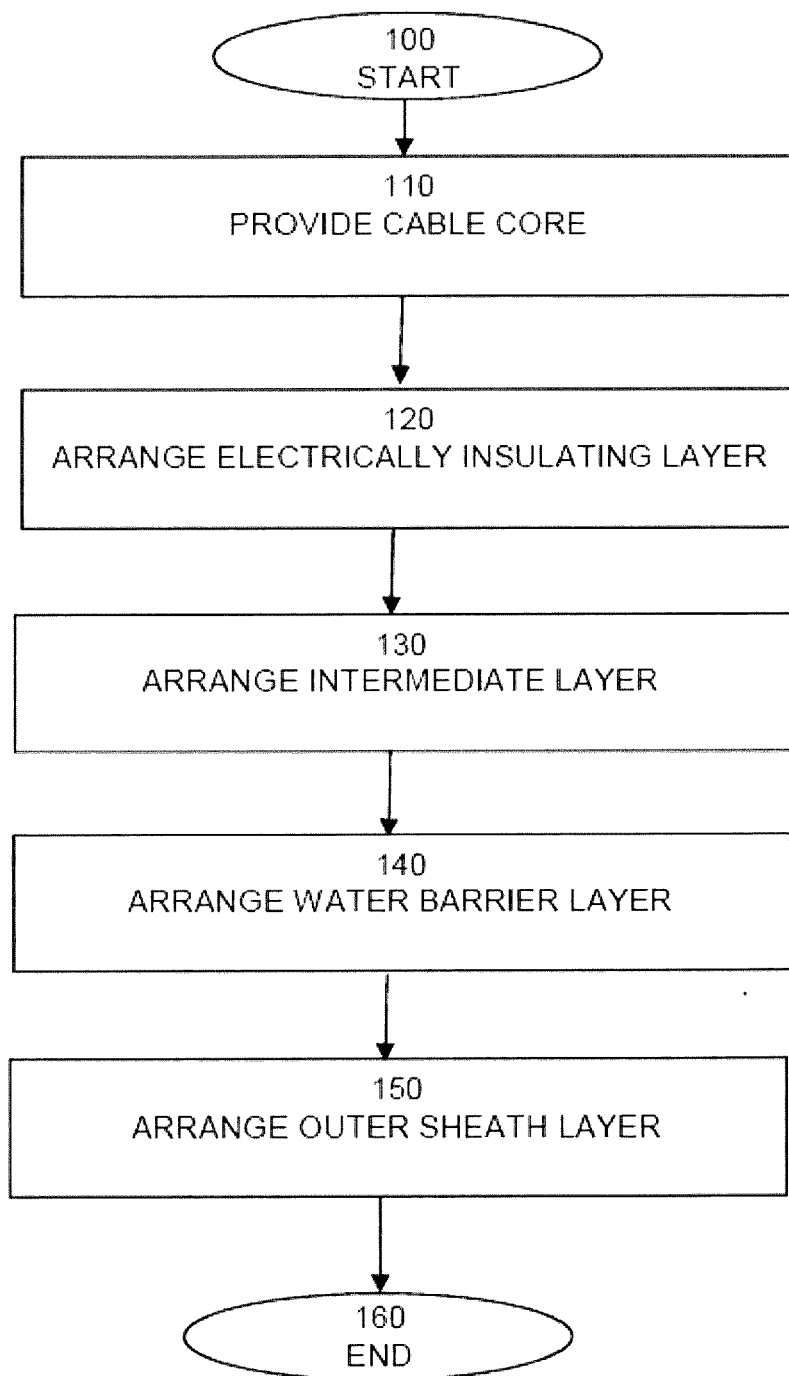 100
START
110
PROVIDE CABLE CORE
120
ARRANGE ELECTRICALLY INSULATING LAYER
130
ARRANGE INTERMEDIATE LAYER
140
ARRANGE WATER BARRIER LAYER
150
ARRANGE OUTER SHEATH LAYER
160
END